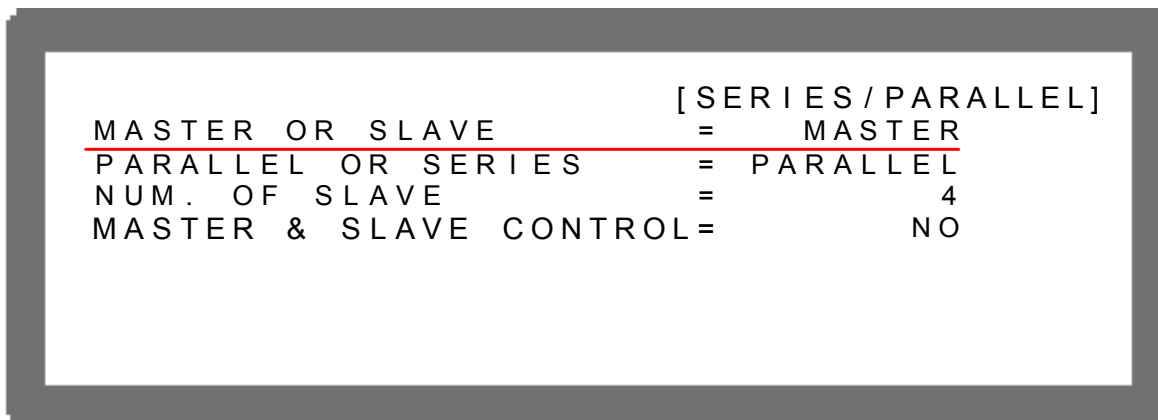 [SERIES/PARALLEL]
MASTER OR SLAVE = MASTER
PARALLEL OR SERIES = PARALLEL
NUM. OF SLAVE = 4
MASTER & SLAVE CONTROL= NO